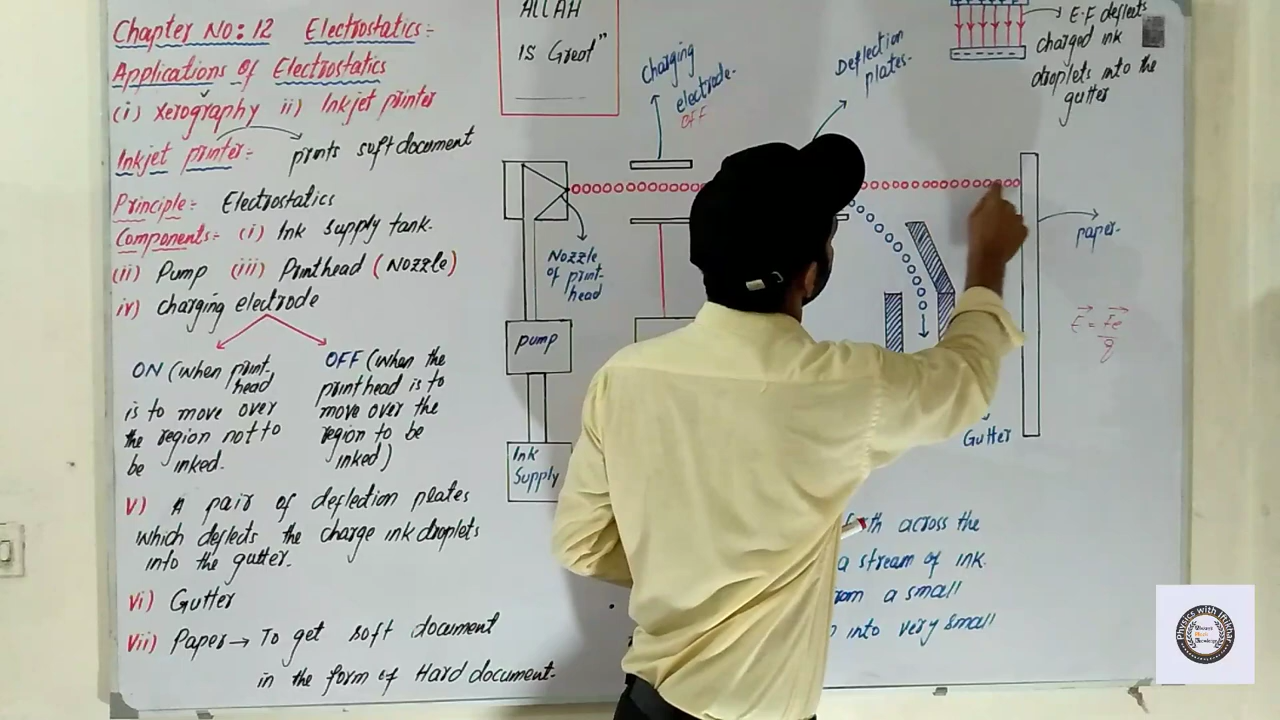 Chapter No: 12 Electrostatics:-
Applications of Electrostatics
(i) Xerography ii) Inkjet printer
Inkjet printer:- → prints soft document
Principle:- Electrostatics
Components:- (i) Ink supply tank.
(ii) Pump (iii) Printhead (Nozzle)
iv) charging electrode
ON (When print,
head
is to move over
the region not to
be inked.
OFF (when the
printhead is to
move over the
region to be
inked)
v) A pair of deflection plates
which deflects the charge ink droplets
into the gutter.
vi) Gutter
vii) Paper → To get soft document
in the form of Hard document.
ALLAH
IS Great"
Charging
electrode.
OFF
Deflection
plates.
E.F deflects
charged ink
droplets into the
gutter
Nozzle
of print-
head
pump
Ink
Supply
paper.
E = Fe
q
Gutter
across the
a stream of ink.
a small
into very small
Physics with Iftikhar